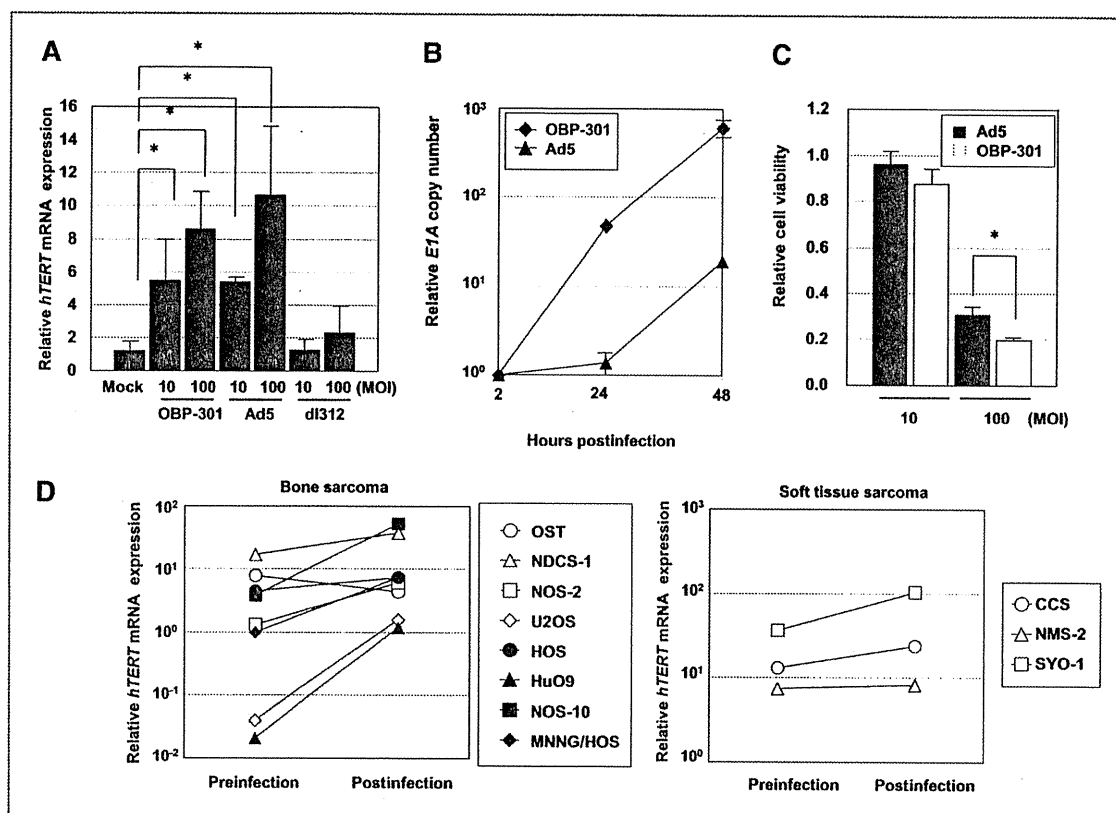 A
Relative hTERT mRNA expression
16
14
12
10
8
6
4
2
0
*
*
*
*
Mock 10 100 10 100 10 100 (MOI)
OBP-301 Ad5 dl312
B
Relative E1A copy number
10³
10²
10¹
10⁰
OBP-301
Ad5
2 24 48
Hours postinfection
C
Relative cell viability
1.2
1.0
0.8
0.6
0.4
0.2
0.0
Ad5
OBP-301
*
10 100 (MOI)
D
Bone sarcoma
Relative hTERT mRNA expression
10²
10¹
10⁰
10⁻¹
10⁻²
Preinfection Postinfection
OST
NDCS-1
NOS-2
U2OS
HOS
HuO9
NOS-10
MNNG/HOS
Soft tissue sarcoma
Relative hTERT mRNA expression
10³
10²
10¹
10⁰
Preinfection Postinfection
CCS
NMS-2
SYO-1